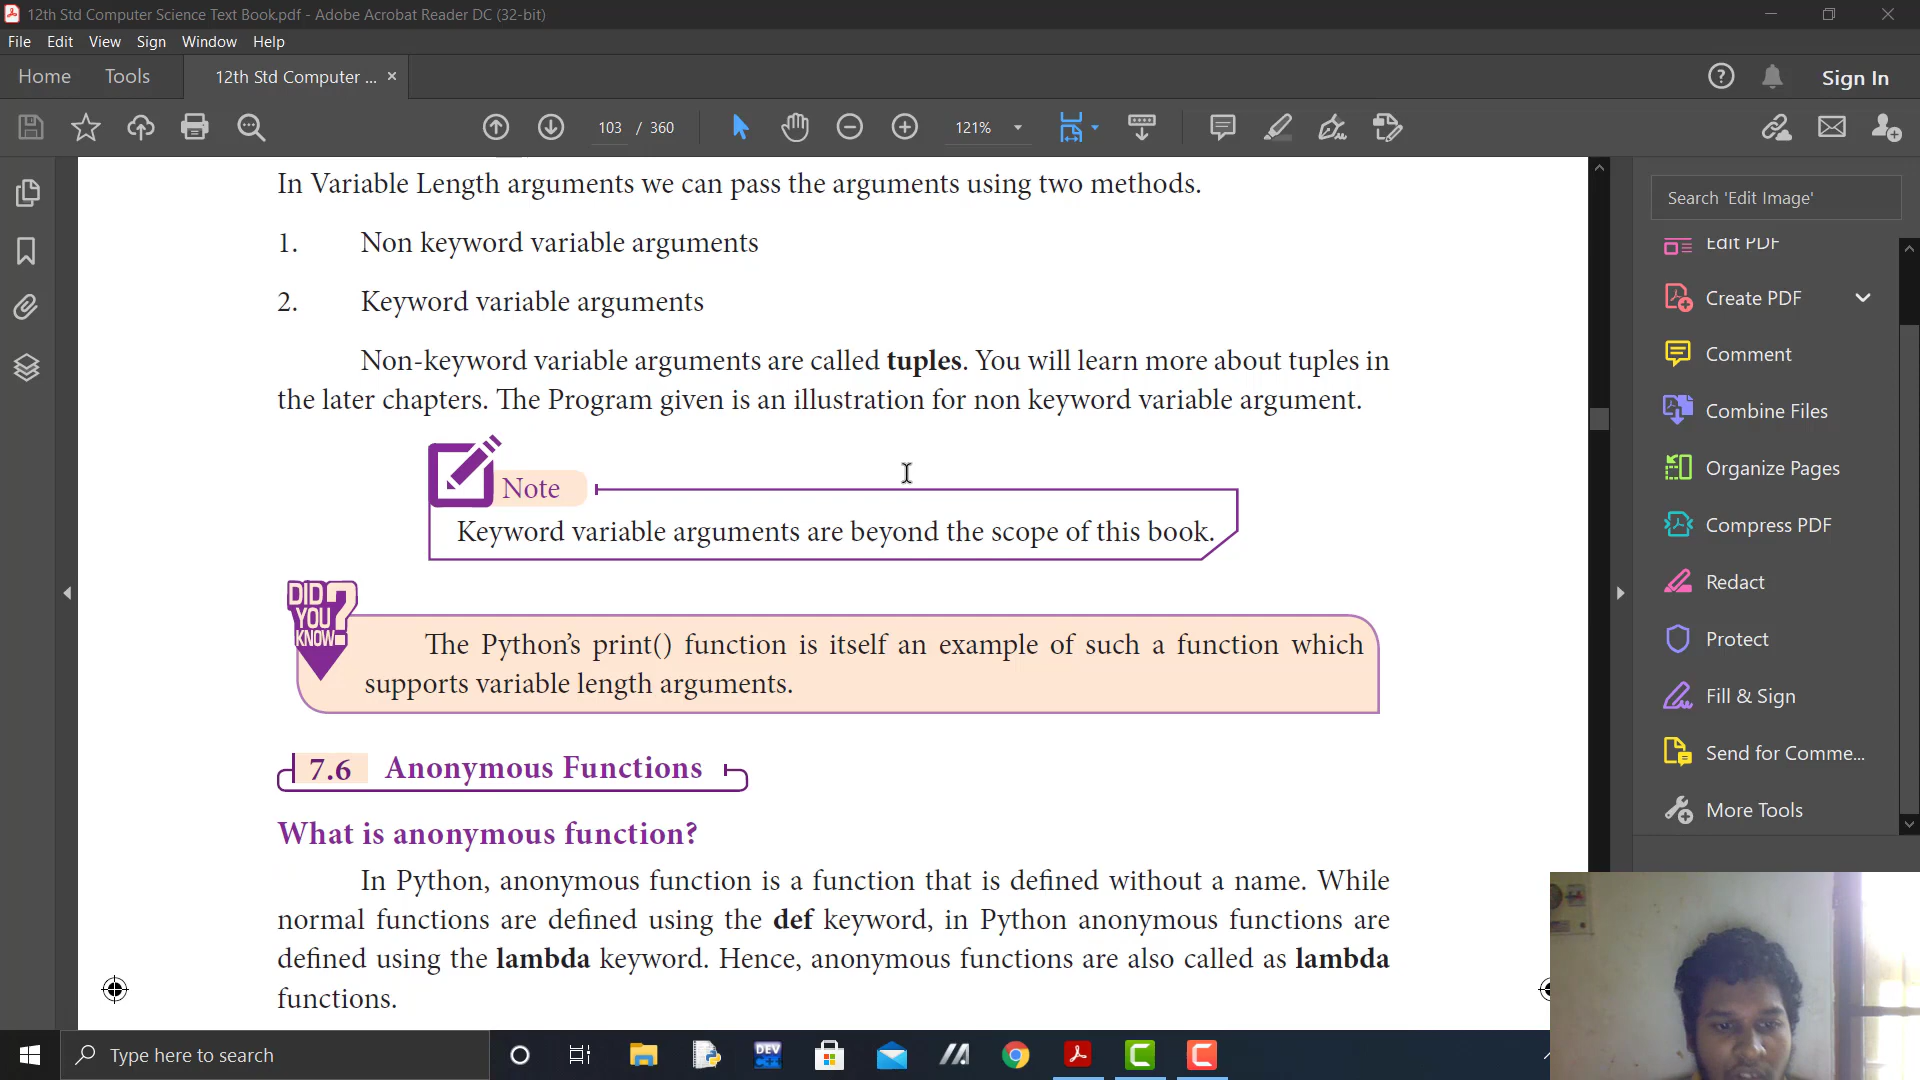 12th Std Computer Science Text Book.pdf - Adobe Acrobat Reader DC (32-bit)
File Edit View Sign Window Help
Home Tools 12th Std Computer ... × Sign In
103 / 360 121%
In Variable Length arguments we can pass the arguments using two methods.
1. Non keyword variable arguments
2. Keyword variable arguments
Non-keyword variable arguments are called tuples. You will learn more about tuples in
the later chapters. The Program given is an illustration for non keyword variable argument.
Note
Keyword variable arguments are beyond the scope of this book.
DID
YOU
KNOW?
The Python’s print() function is itself an example of such a function which
supports variable length arguments.
7.6 Anonymous Functions
What is anonymous function?
In Python, anonymous function is a function that is defined without a name. While
normal functions are defined using the def keyword, in Python anonymous functions are
defined using the lambda keyword. Hence, anonymous functions are also called as lambda
functions.
Search 'Edit Image'
Edit PDF
Create PDF
Comment
Combine Files
Organize Pages
Compress PDF
Redact
Protect
Fill & Sign
Send for Comme...
More Tools
Type here to search
DEV
C++